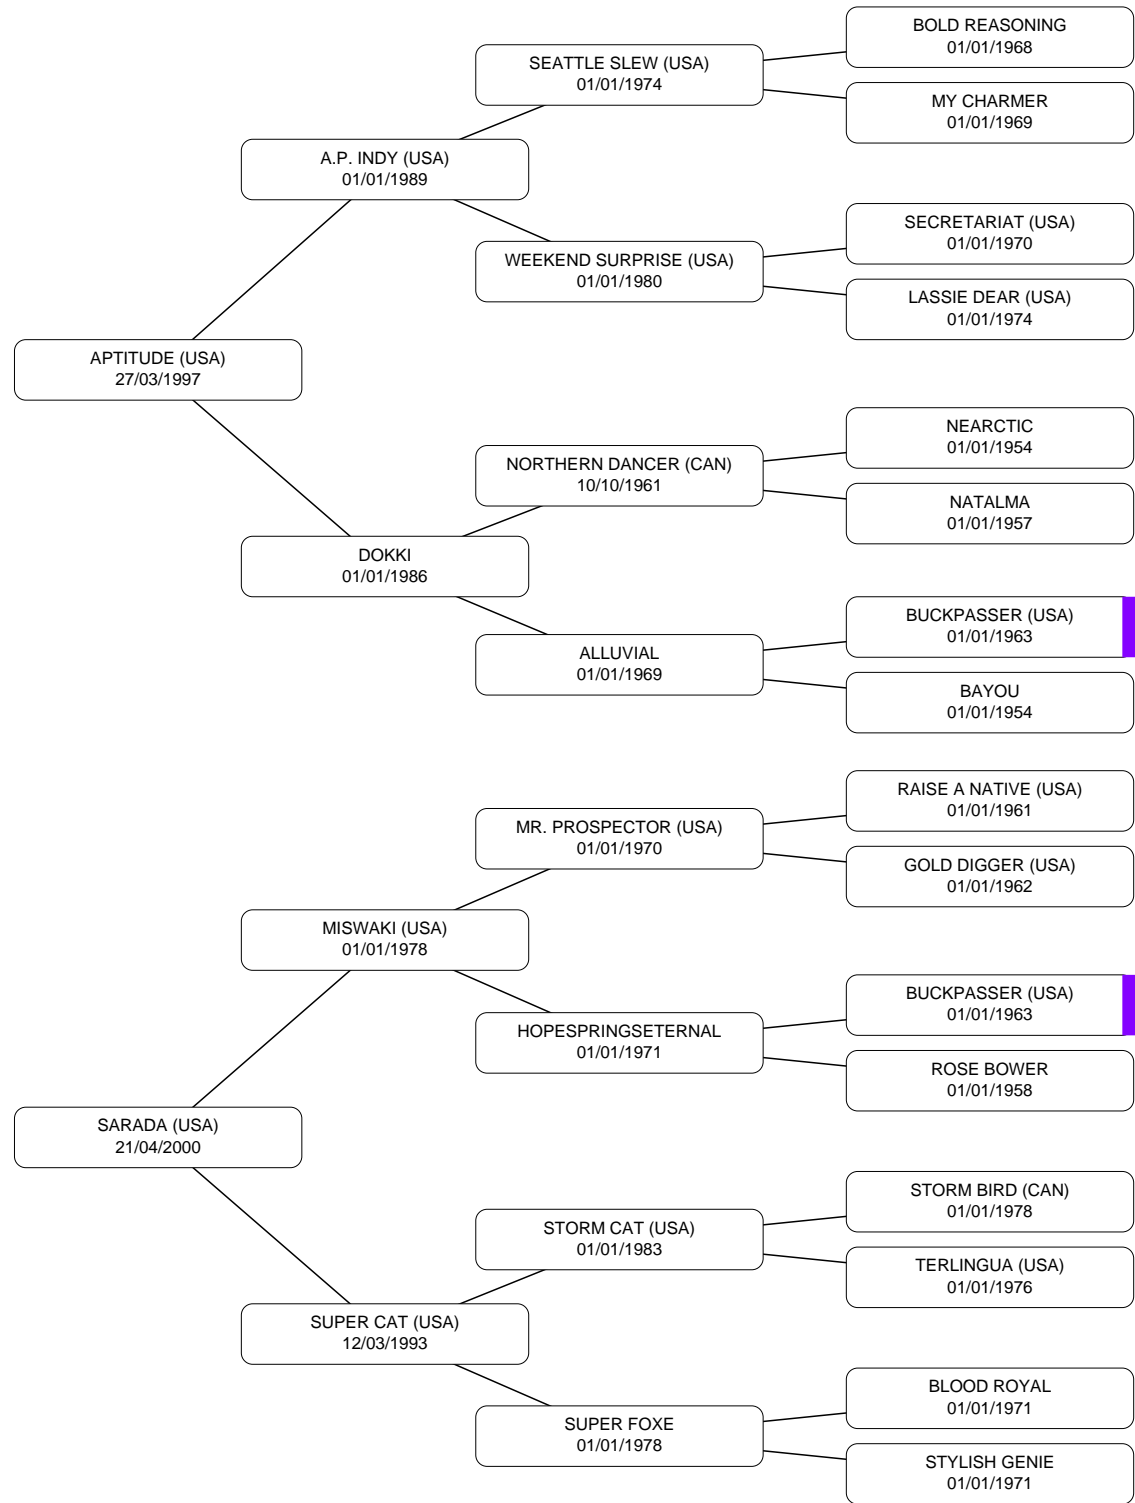 BOLD REASONING
01/01/1968
SEATTLE SLEW (USA)
01/01/1974
MY CHARMER
01/01/1969
A.P. INDY (USA)
01/01/1989
SECRETARIAT (USA)
01/01/1970
WEEKEND SURPRISE (USA)
01/01/1980
LASSIE DEAR (USA)
01/01/1974
APTITUDE (USA)
27/03/1997
NEARCTIC
01/01/1954
NORTHERN DANCER (CAN)
10/10/1961
NATALMA
01/01/1957
DOKKI
01/01/1986
BUCKPASSER (USA)
01/01/1963
ALLUVIAL
01/01/1969
BAYOU
01/01/1954
RAISE A NATIVE (USA)
01/01/1961
MR. PROSPECTOR (USA)
01/01/1970
GOLD DIGGER (USA)
01/01/1962
MISWAKI (USA)
01/01/1978
BUCKPASSER (USA)
01/01/1963
HOPESPRINGSETERNAL
01/01/1971
ROSE BOWER
01/01/1958
SARADA (USA)
21/04/2000
STORM BIRD (CAN)
01/01/1978
STORM CAT (USA)
01/01/1983
TERLINGUA (USA)
01/01/1976
SUPER CAT (USA)
12/03/1993
BLOOD ROYAL
01/01/1971
SUPER FOXE
01/01/1978
STYLISH GENIE
01/01/1971